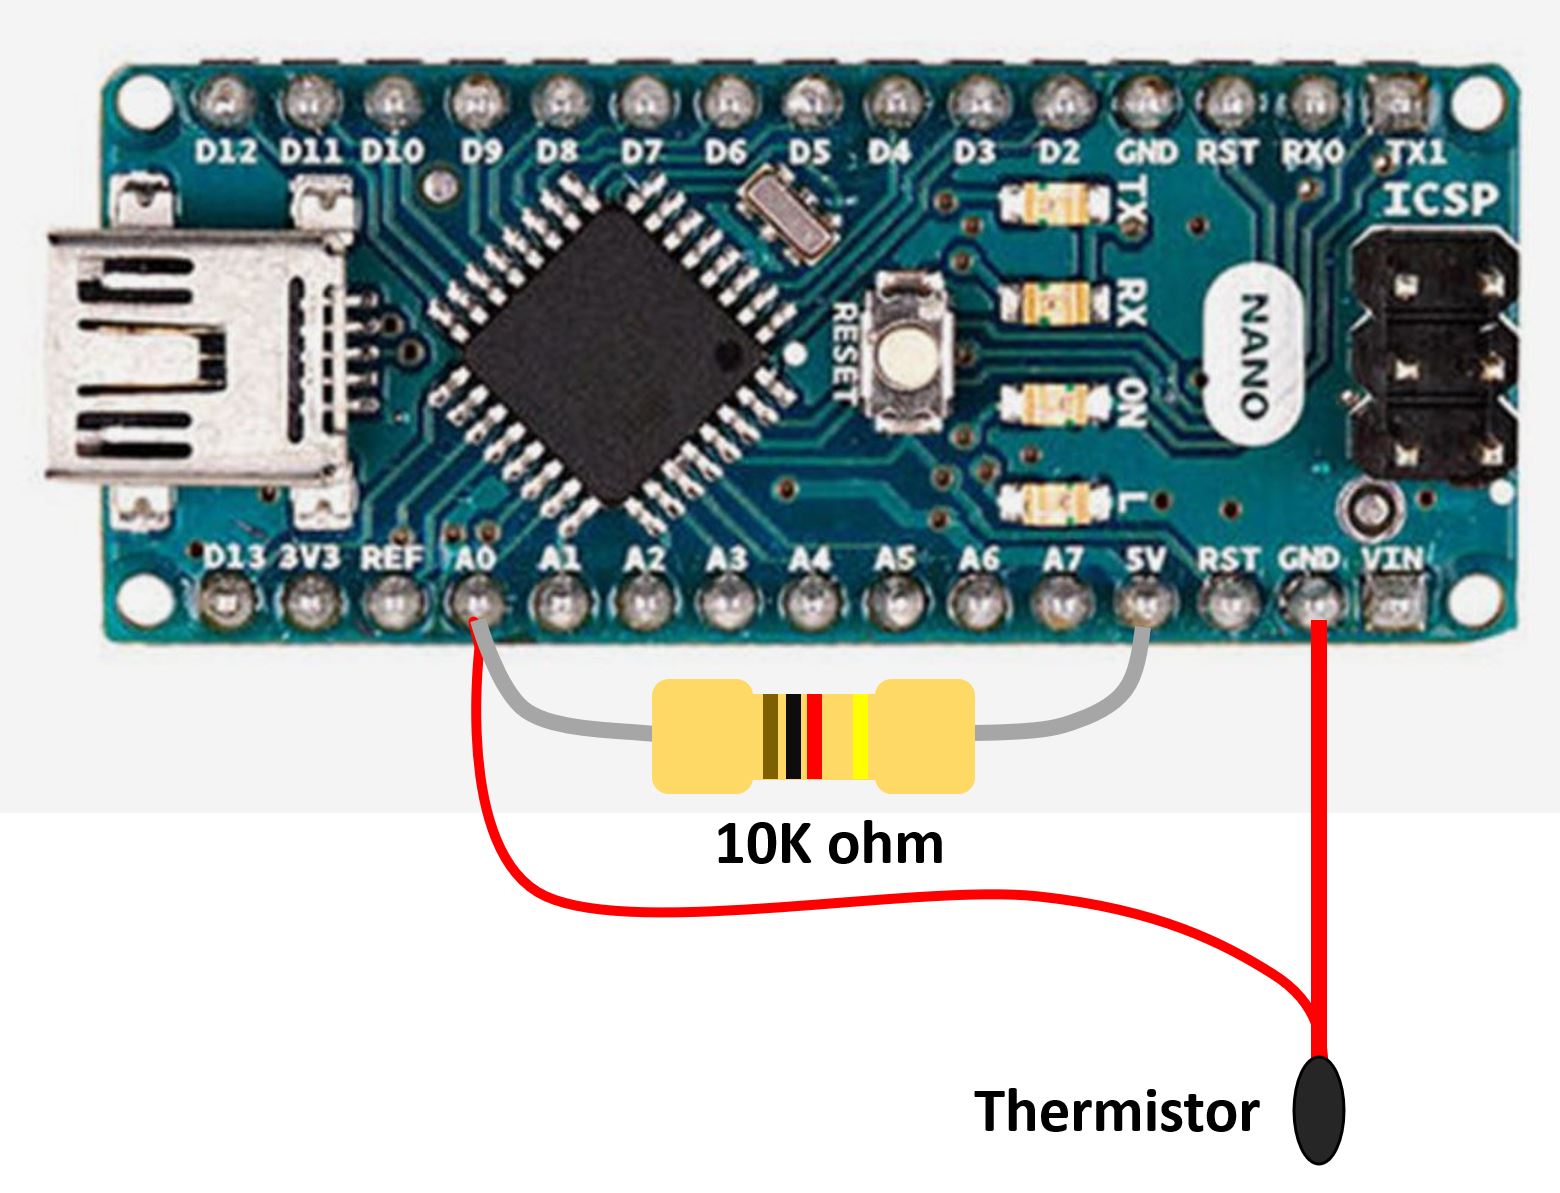 D12 D11 D10 D9 D8 D7 D6 D5 D4 D3 D2 GND RST RX0 TX1
ICSP
TX
RX
RESET
NANO
ON
L
D13 3V3 REF A0 A1 A2 A3 A4 A5 A6 A7 5V RST GND VIN
10K ohm
Thermistor